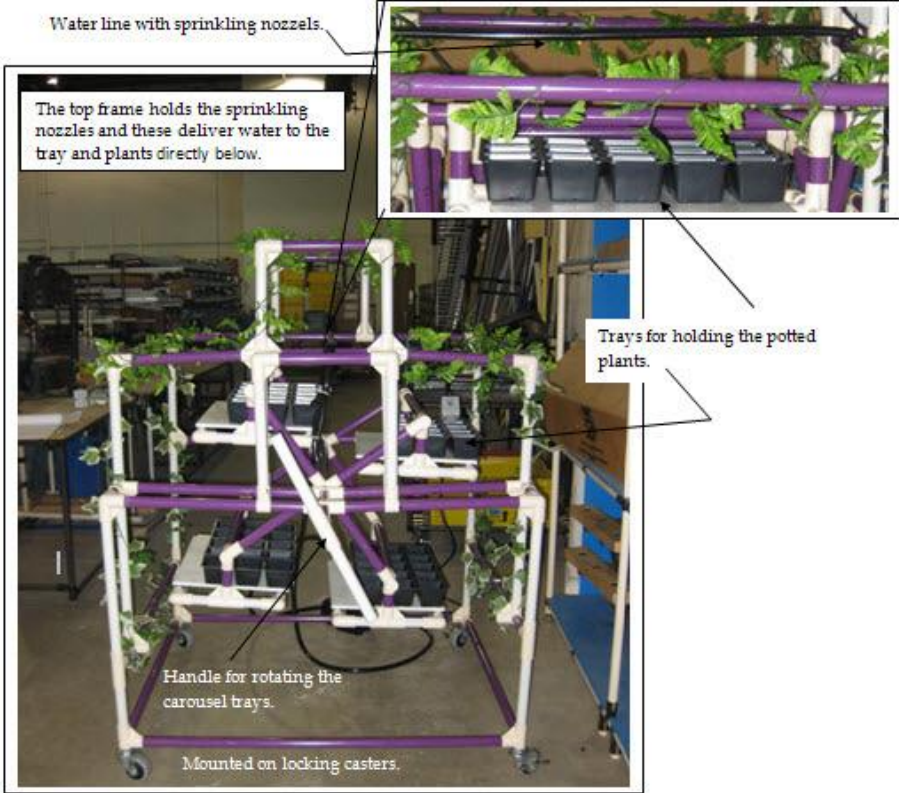 Water line with sprinkling nozzels.
The top frame holds the sprinkling
nozzles and these deliver water to the
tray and plants directly below.
Trays for holding the potted
plants.
Handle for rotating the
carousel trays.
Mounted on locking casters.